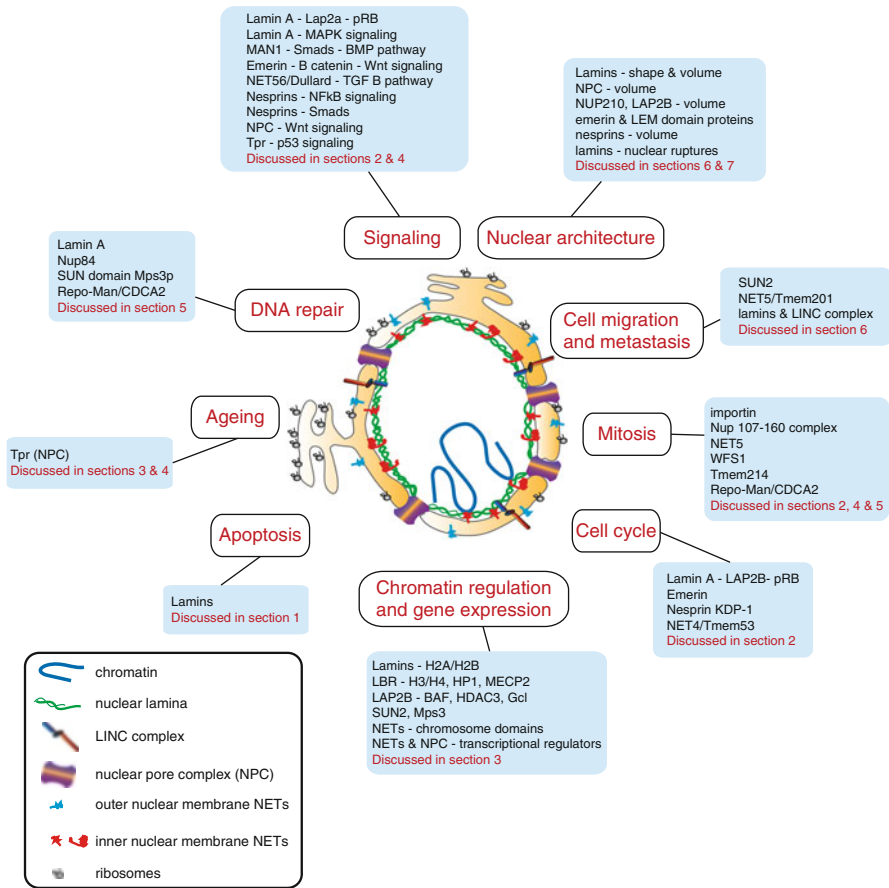 Lamin A - Lap2a - pRB
Lamin A - MAPK signaling
MAN1 - Smads - BMP pathway
Emerin - B catenin - Wnt signaling
NET56/Dullard - TGF B pathway
Nesprins - NFkB signaling
Nesprins - Smads
NPC - Wnt signaling
Tpr - p53 signaling
Discussed in sections 2 & 4
Lamins - shape & volume
NPC - volume
NUP210, LAP2B - volume
emerin & LEM domain proteins
nesprins - volume
lamins - nuclear ruptures
Discussed in sections 6 & 7
Signaling
Nuclear architecture
Lamin A
Nup84
SUN domain Mps3p
Repo-Man/CDCA2
Discussed in section 5
DNA repair
Cell migration
and metastasis
SUN2
NET5/Tmem201
lamins & LINC complex
Discussed in section 6
Ageing
Tpr (NPC)
Discussed in sections 3 & 4
Mitosis
importin
Nup 107-160 complex
NET5
WFS1
Tmem214
Repo-Man/CDCA2
Discussed in sections 2, 4 & 5
Apoptosis
Lamins
Discussed in section 1
Cell cycle
Lamin A - LAP2B- pRB
Emerin
Nesprin KDP-1
NET4/Tmem53
Discussed in section 2
Chromatin regulation
and gene expression
Lamins - H2A/H2B
LBR - H3/H4, HP1, MECP2
LAP2B - BAF, HDAC3, Gcl
SUN2, Mps3
NETs - chromosome domains
NETs & NPC - transcriptional regulators
Discussed in section 3
chromatin
nuclear lamina
LINC complex
nuclear pore complex (NPC)
outer nuclear membrane NETs
inner nuclear membrane NETs
ribosomes